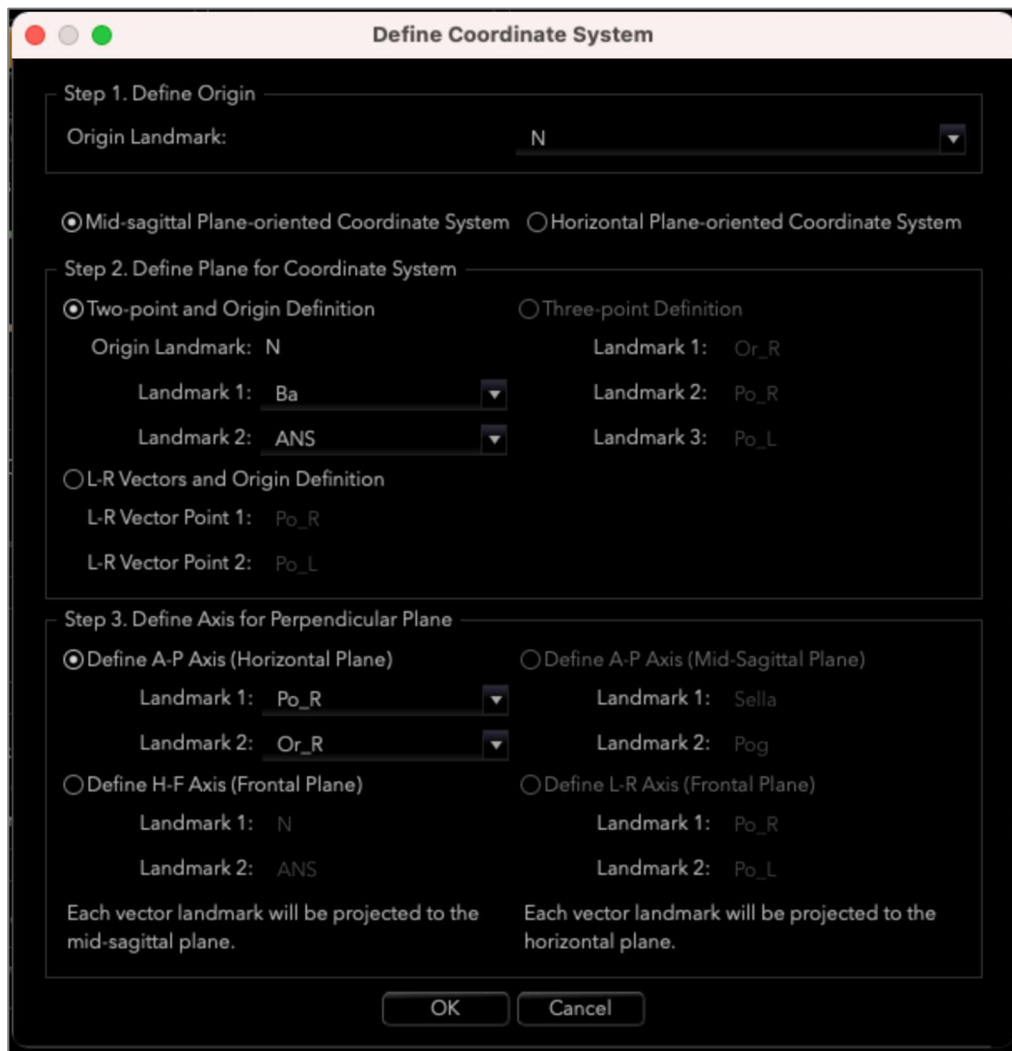 Define Coordinate System
Step 1. Define Origin
Origin Landmark: N
Mid-sagittal Plane-oriented Coordinate System Horizontal Plane-oriented Coordinate System
Step 2. Define Plane for Coordinate System
Two-point and Origin Definition Three-point Definition
Origin Landmark: N Landmark 1: Or_R
Landmark 1: Ba Landmark 2: Po_R
Landmark 2: ANS Landmark 3: Po_L
L-R Vectors and Origin Definition
L-R Vector Point 1: Po_R
L-R Vector Point 2: Po_L
Step 3. Define Axis for Perpendicular Plane
Define A-P Axis (Horizontal Plane) Define A-P Axis (Mid-Sagittal Plane)
Landmark 1: Po_R Landmark 1: Sella
Landmark 2: Or_R Landmark 2: Pog
Define H-F Axis (Frontal Plane) Define L-R Axis (Frontal Plane)
Landmark 1: N Landmark 1: Po_R
Landmark 2: ANS Landmark 2: Po_L
Each vector landmark will be projected to the Each vector landmark will be projected to the
mid-sagittal plane. horizontal plane.
OK Cancel